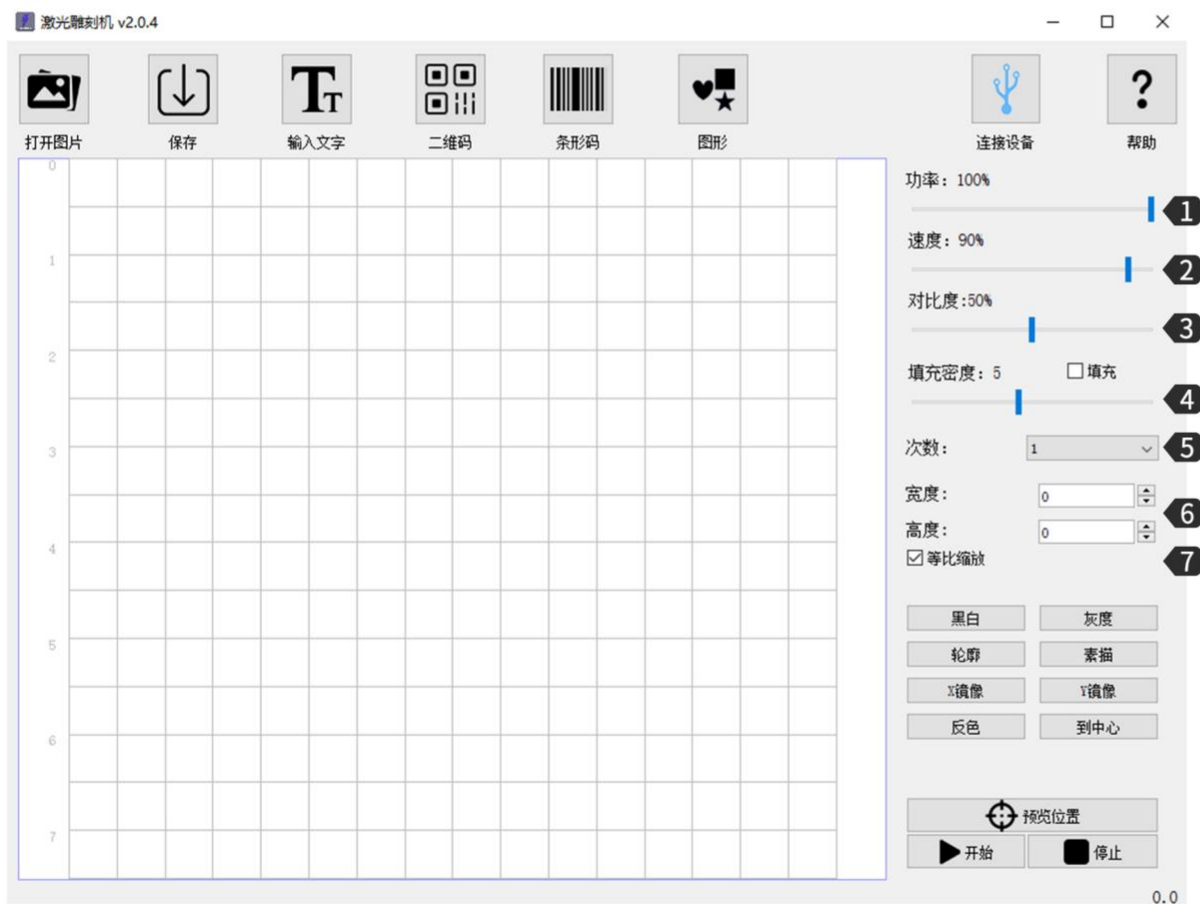 激光雕刻机 v2.0.4
打开图片 保存 输入文字 二维码 条形码 图形 连接设备 帮助
0
1
2
3
4
5
6
7
功率：100%
1
速度：90%
2
对比度:50%
3
填充密度：5 填充
4
次数： 1
5
宽度： 0
6
高度： 0
等比缩放
7
黑白 灰度
轮廓 素描
X镜像 Y镜像
反色 到中心
预览位置
开始 停止
0.0